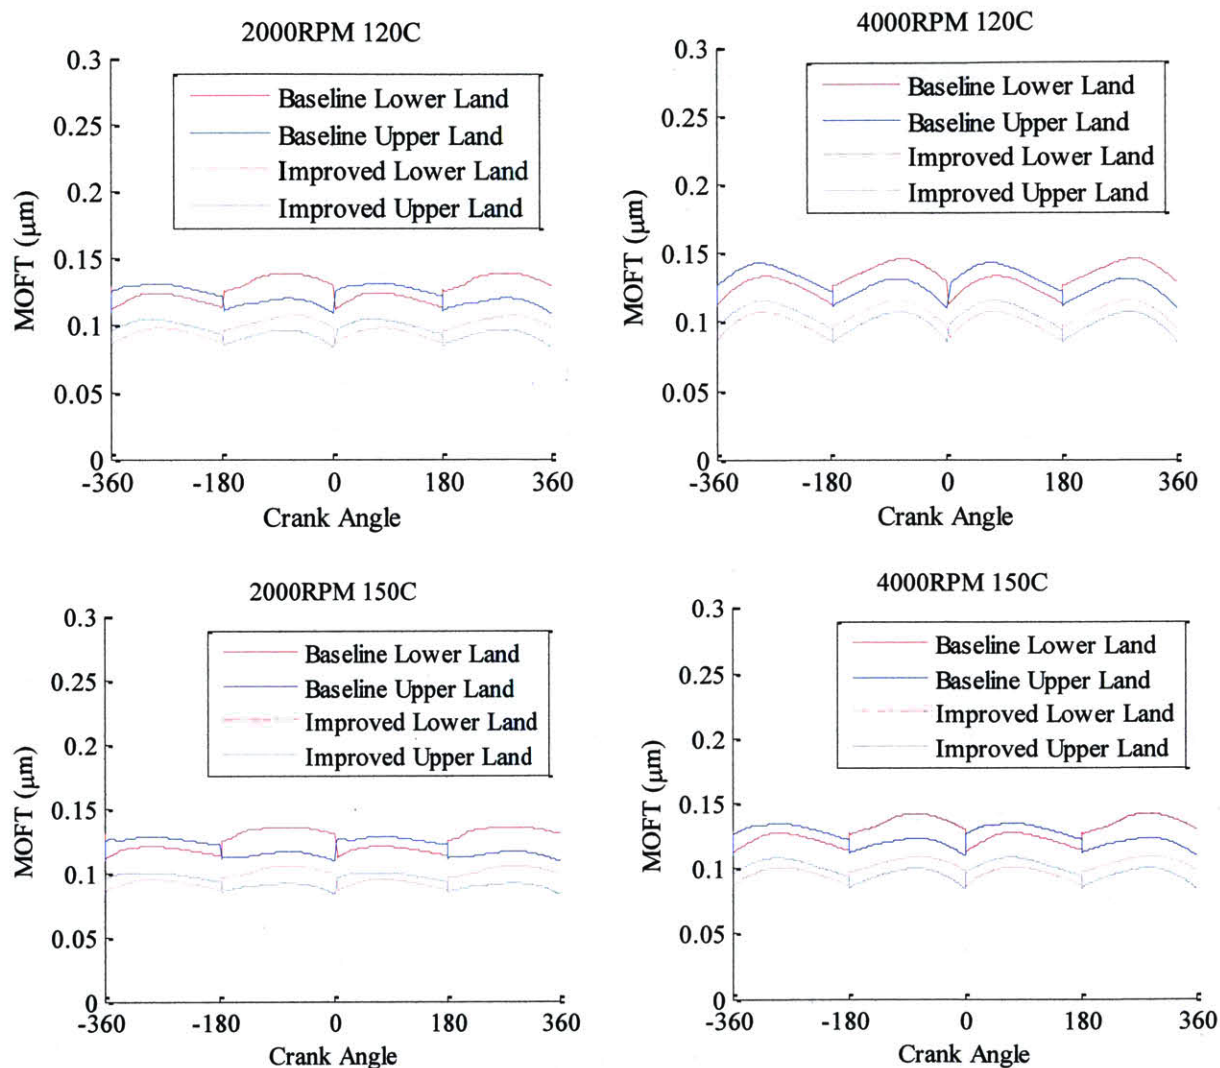 2000RPM 120C
0.3
0.25
0.2
0.15
0.1
0.05
0
MOFT (μm)
Baseline Lower Land
Baseline Upper Land
Improved Lower Land
Improved Upper Land
-360 -180 0 180 360
Crank Angle
4000RPM 120C
0.3
0.25
0.2
0.15
0.1
0.05
0
MOFT (μm)
Baseline Lower Land
Baseline Upper Land
Improved Lower Land
Improved Upper Land
-360 -180 0 180 360
Crank Angle
2000RPM 150C
0.3
0.25
0.2
0.15
0.1
0.05
0
MOFT (μm)
Baseline Lower Land
Baseline Upper Land
Improved Lower Land
Improved Upper Land
-360 -180 0 180 360
Crank Angle
4000RPM 150C
0.3
0.25
0.2
0.15
0.1
0.05
0
MOFT (μm)
Baseline Lower Land
Baseline Upper Land
Improved Lower Land
Improved Upper Land
-360 -180 0 180 360
Crank Angle